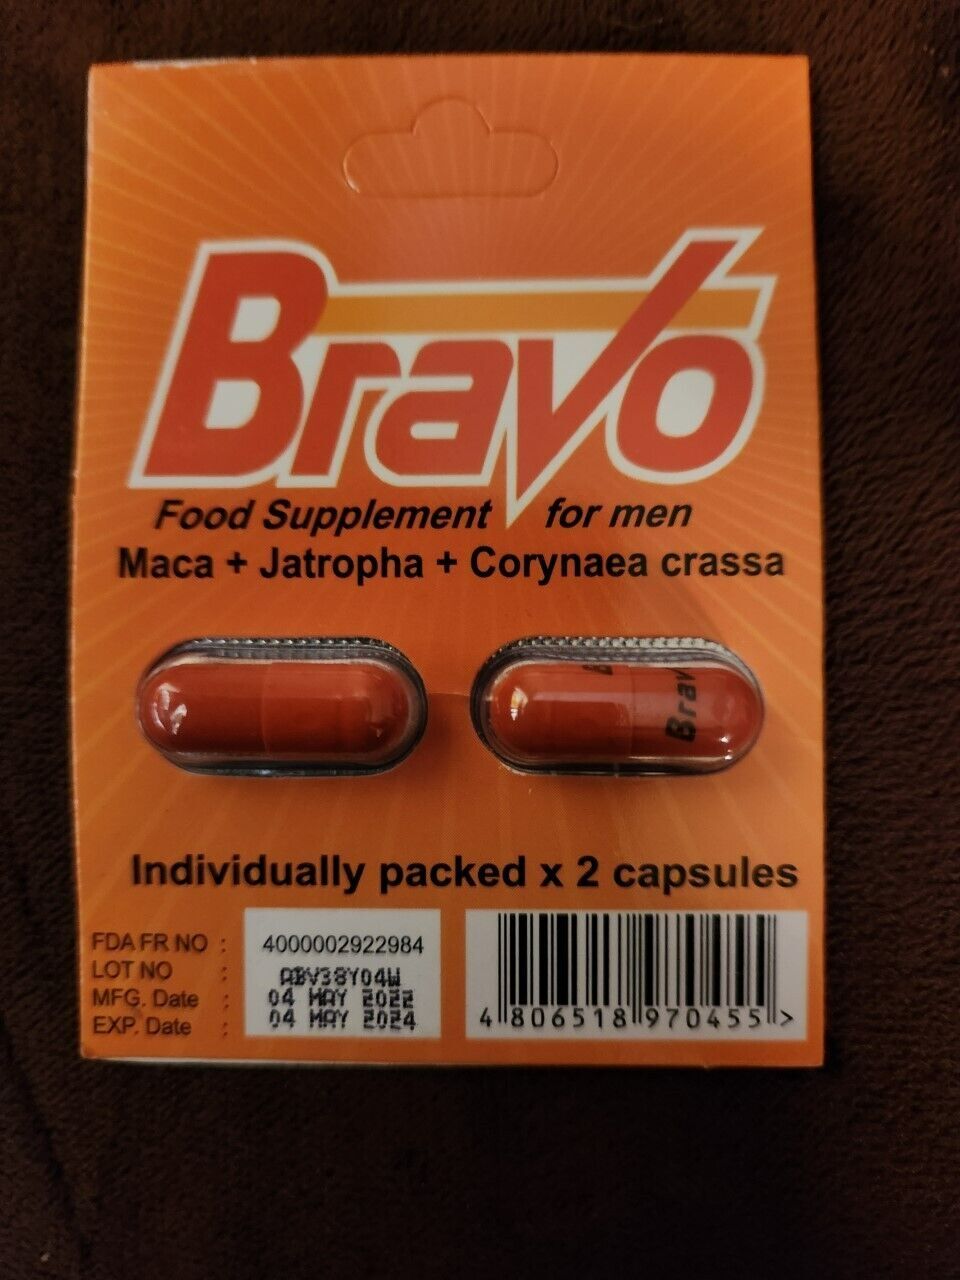 Bravo
Food Supplement for men
Maca + Jatropha + Corynaea crassa
Brav
Individually packed x 2 capsules
FDA FR NO : 4000002922984
LOT NO : ABV38Y04W
MFG. Date : 04 MAY 2022
EXP. Date : 04 MAY 2024
4 806518 970455 >